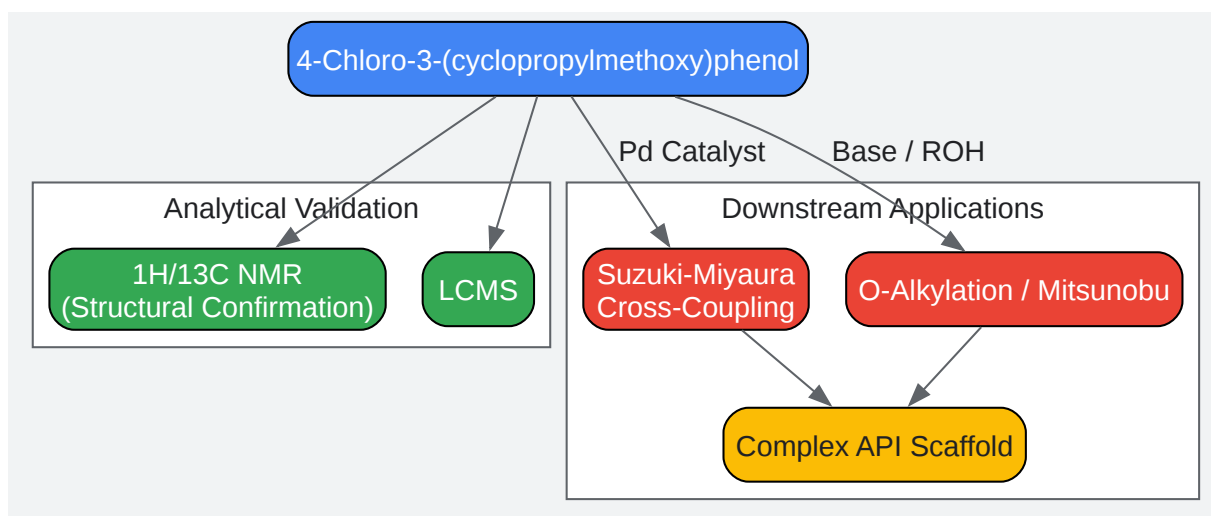 4-Chloro-3-(cyclopropylmethoxy)phenol
Pd Catalyst
Base / ROH
Analytical Validation
Downstream Applications
1H/13C NMR
(Structural Confirmation)
LCMS
Suzuki-Miyaura
Cross-Coupling
O-Alkylation / Mitsunobu
Complex API Scaffold